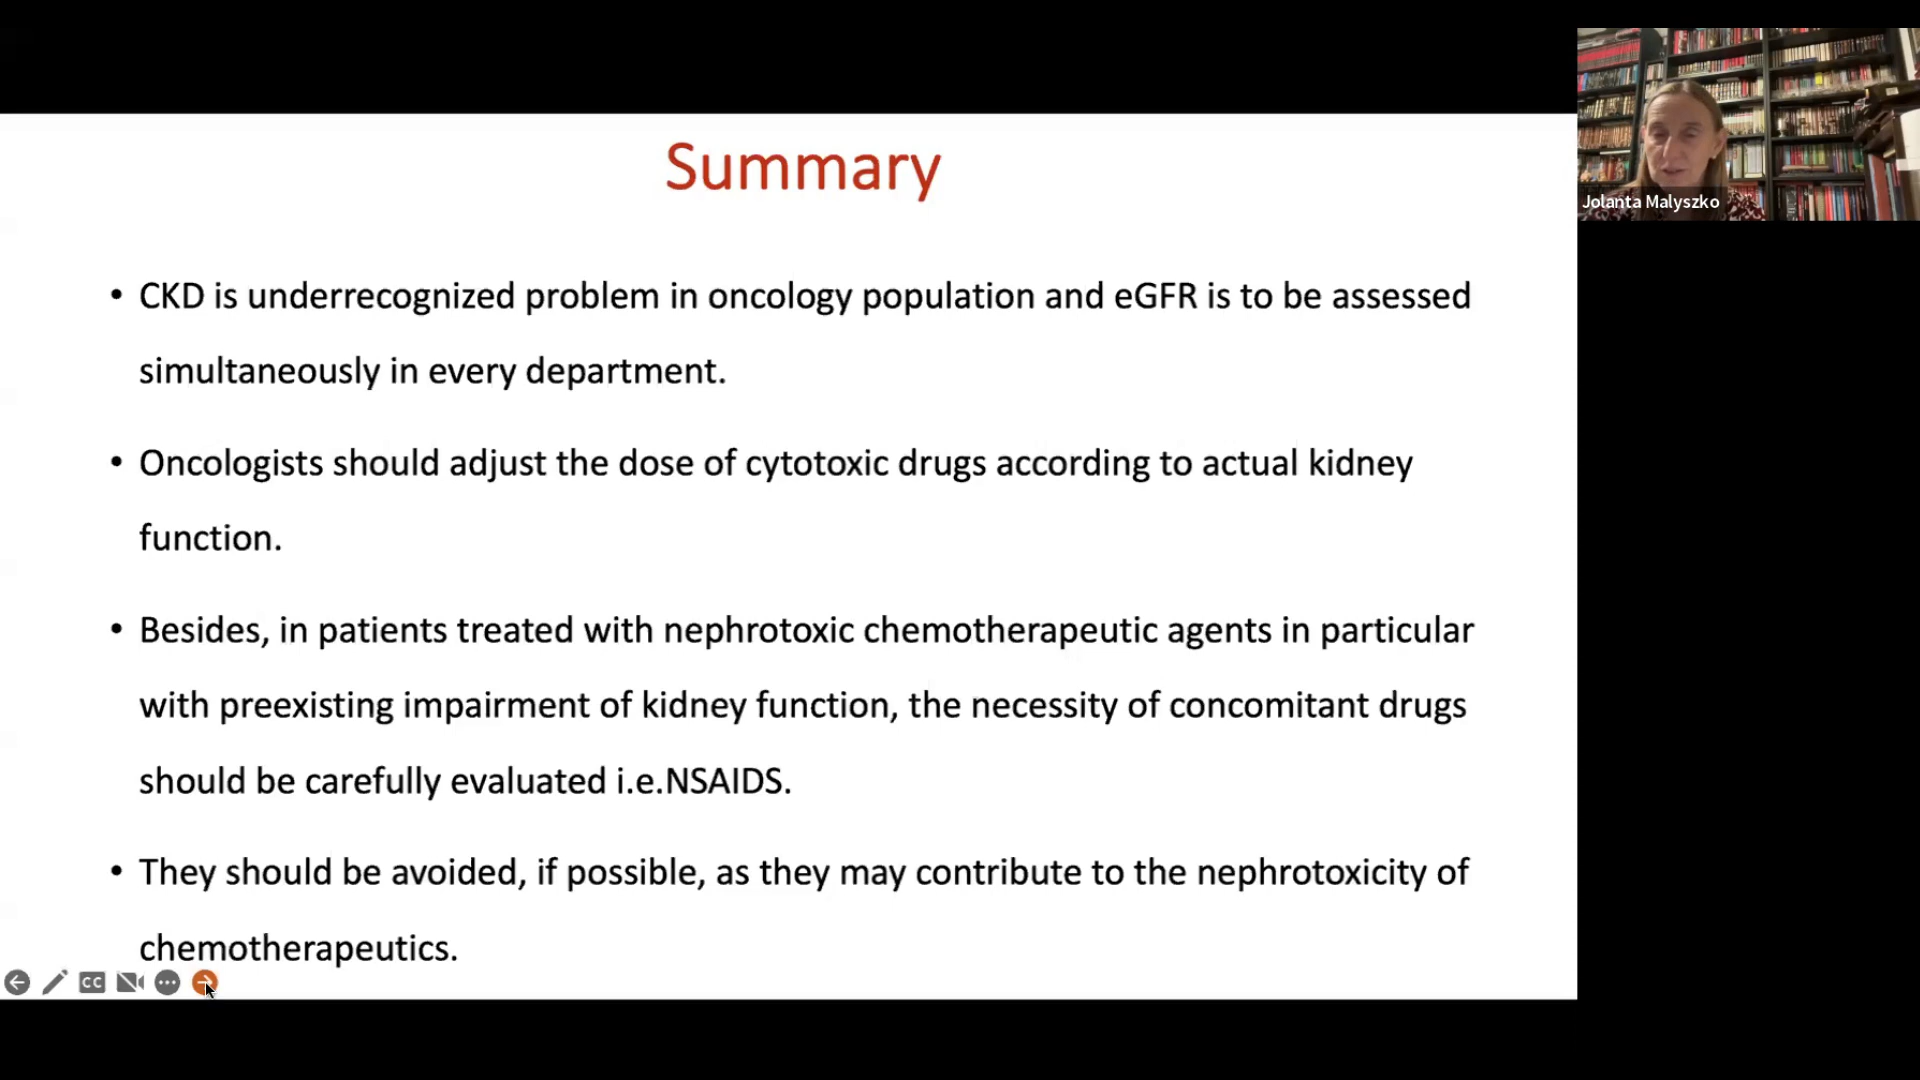 Summary
Jolanta Malyszko
• CKD is underrecognized problem in oncology population and eGFR is to be assessed
simultaneously in every department.
• Oncologists should adjust the dose of cytotoxic drugs according to actual kidney
function.
• Besides, in patients treated with nephrotoxic chemotherapeutic agents in particular
with preexisting impairment of kidney function, the necessity of concomitant drugs
should be carefully evaluated i.e.NSAIDS.
• They should be avoided, if possible, as they may contribute to the nephrotoxicity of
chemotherapeutics.
CC